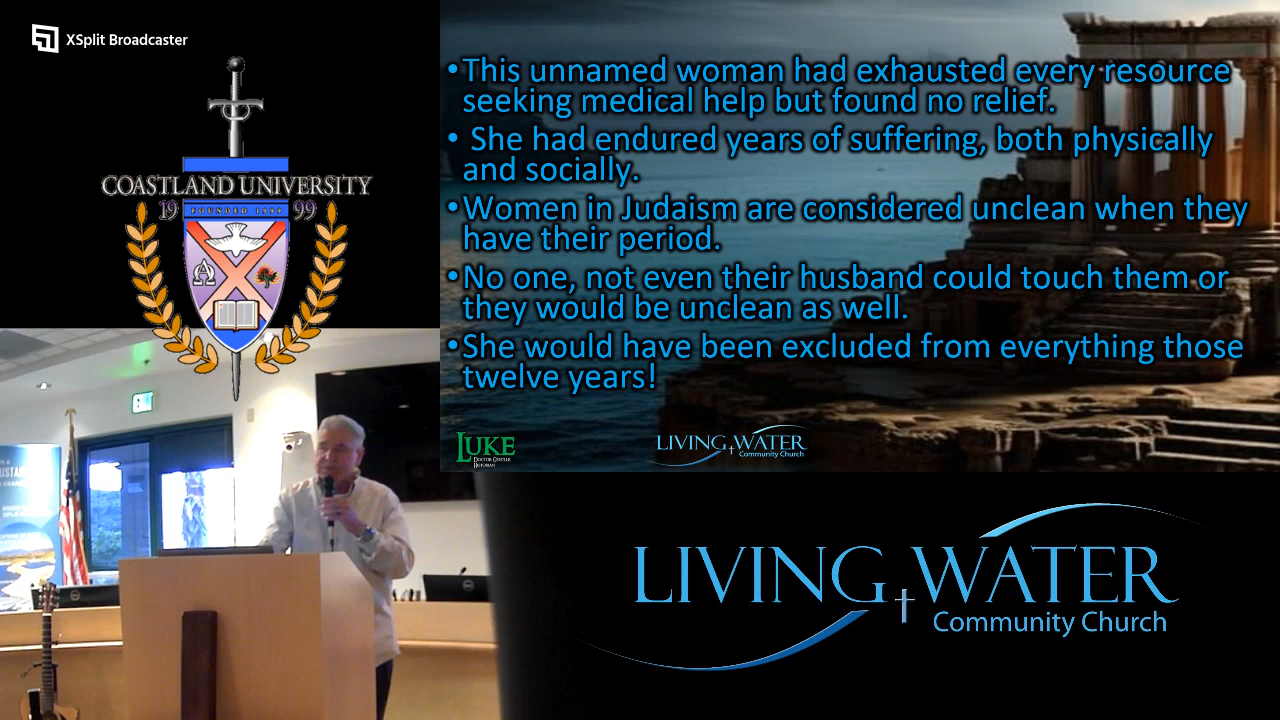 XSplit Broadcaster
COASTLAND UNIVERSITY
19 FOUNDED 1999 99
•This unnamed woman had exhausted every resource
seeking medical help but found no relief.
• She had endured years of suffering, both physically
and socially.
•Women in Judaism are considered unclean when they
have their period.
•No one, not even their husband could touch them or
they would be unclean as well.
•She would have been excluded from everything those
twelve years!
LUKE
LIVING WATER
Community Church
LIVING WATER
Community Church